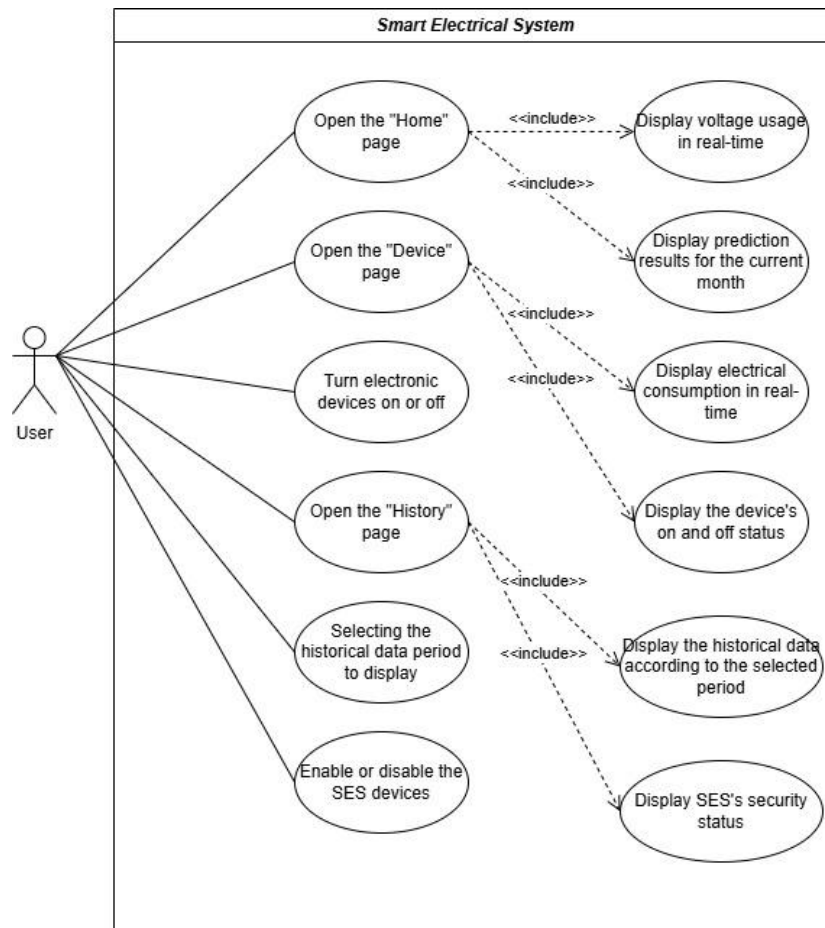 Smart Electrical System
Open the "Home"
page
<<include>>
Display voltage usage
in real-time
<<include>>
Open the "Device"
page
Display prediction
results for the current
month
<<include>>
Turn electronic
devices on or off
<<include>>
Display electrical
consumption in real-
time
User
Open the "History"
page
Display the device's
on and off status
<<include>>
Selecting the
historical data period
to display
<<include>>
Display the historical data
according to the selected
period
Enable or disable the
SES devices
Display SES's security
status